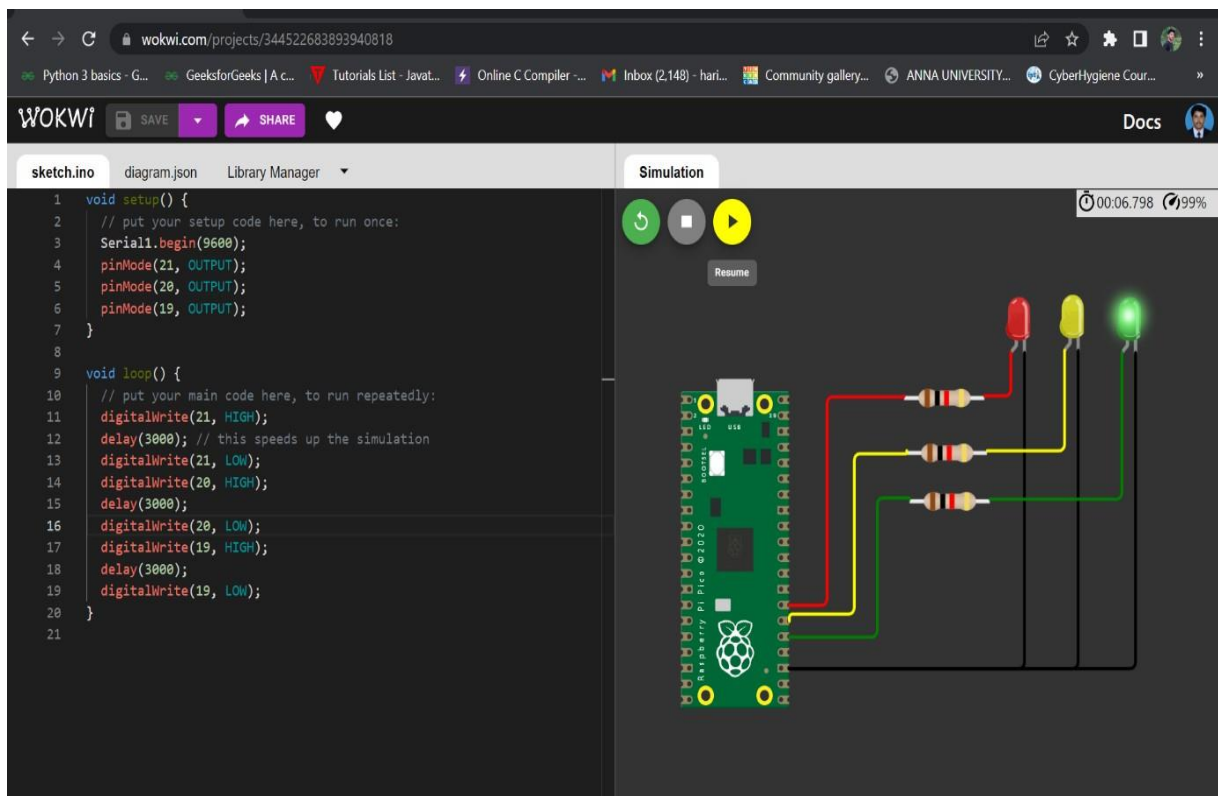 wokwi.com/projects/344522683893940818
Python 3 basics - G... GeeksforGeeks | A c... Tutorials List - Javat... Online C Compiler -... Inbox (2,148) - hari... Community gallery... ANNA UNIVERSITY... CyberHygiene Cour... »
WOKWi SAVE SHARE Docs
sketch.ino diagram.json Library Manager Simulation
1 void setup() {
2 // put your setup code here, to run once:
3 Serial1.begin(9600);
4 pinMode(21, OUTPUT);
5 pinMode(20, OUTPUT);
6 pinMode(19, OUTPUT);
7 }
8
9 void loop() {
10 // put your main code here, to run repeatedly:
11 digitalWrite(21, HIGH);
12 delay(3000); // this speeds up the simulation
13 digitalWrite(21, LOW);
14 digitalWrite(20, HIGH);
15 delay(3000);
16 digitalWrite(20, LOW);
17 digitalWrite(19, HIGH);
18 delay(3000);
19 digitalWrite(19, LOW);
20 }
21
00:06.798 99%
Resume
LED USB
BOOTSEL
Raspberry Pi Pico ©2020